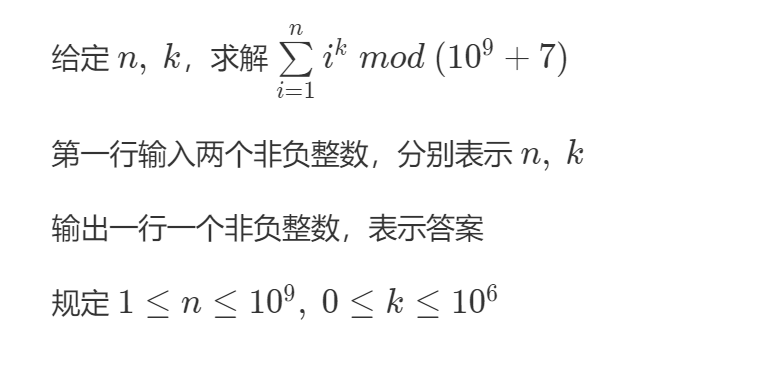 给定 n, k，求解 $\sum_{i=1}^{n} i^k \bmod (10^9 + 7)$
第一行输入两个非负整数，分别表示 n, k
输出一行一个非负整数，表示答案
规定 $1 \le n \le 10^9, 0 \le k \le 10^6$